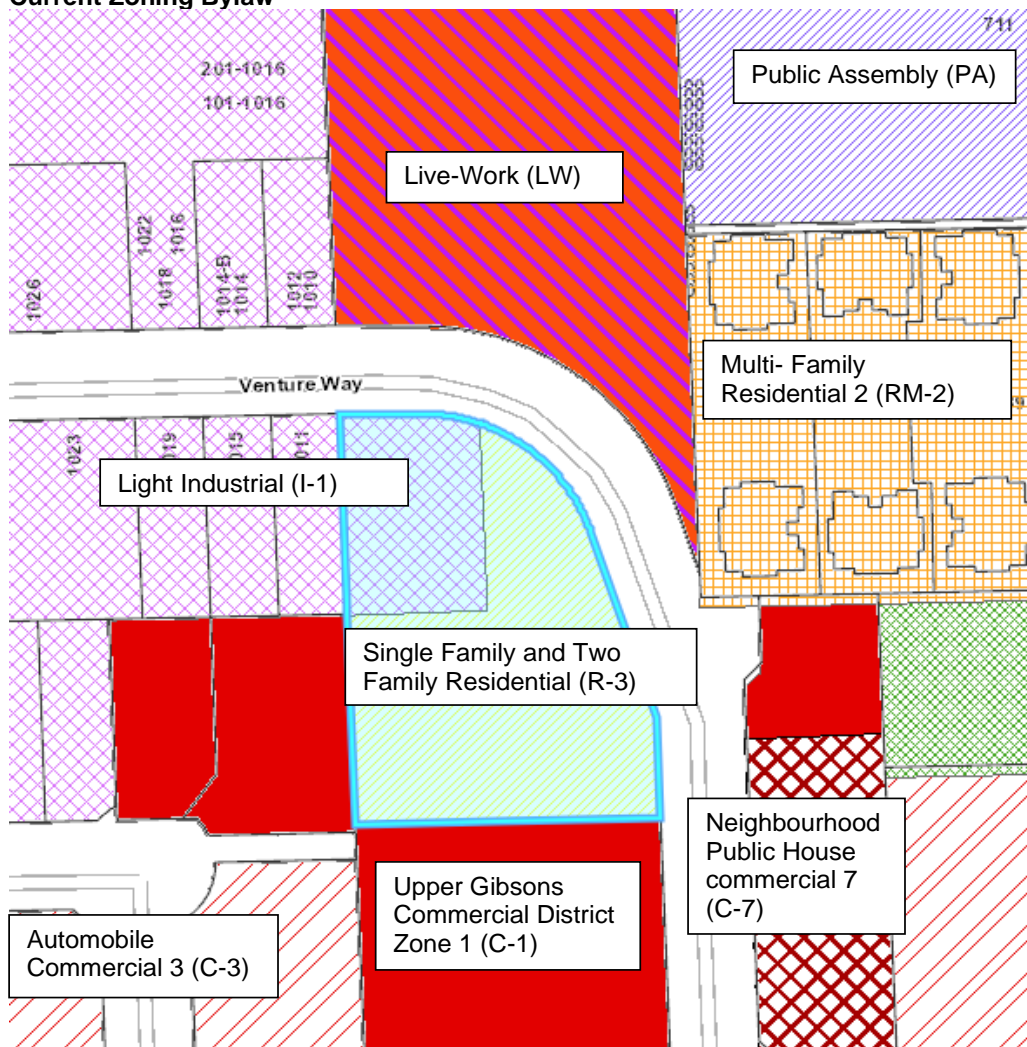 Current Zoning Bylaw
711
201-1016
101-1016
Public Assembly (PA)
Live-Work (LW)
1026
1022
1018
1016
1014-B
1014
1012
1010
Multi- Family
Residential 2 (RM-2)
Venture Way
1023
1019
1015
1011
Light Industrial (I-1)
Single Family and Two
Family Residential (R-3)
Neighbourhood
Public House
commercial 7
(C-7)
Upper Gibsons
Commercial District
Zone 1 (C-1)
Automobile
Commercial 3 (C-3)